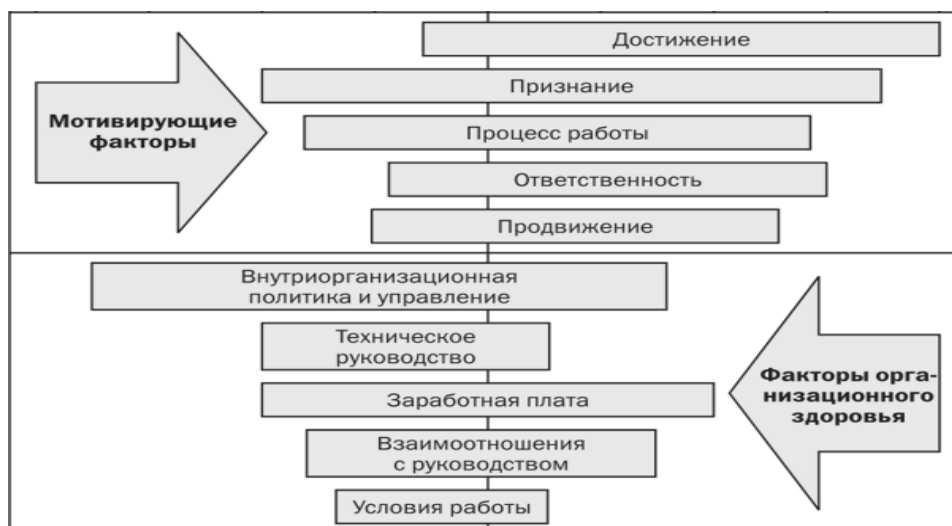 Достижение
Признание
Мотивирующие
факторы
Процесс работы
Ответственность
Продвижение
Внутриорганизационная
политика и управление
Техническое
руководство
Факторы орга-
низационного
здоровья
Заработная плата
Взаимоотношения
с руководством
Условия работы